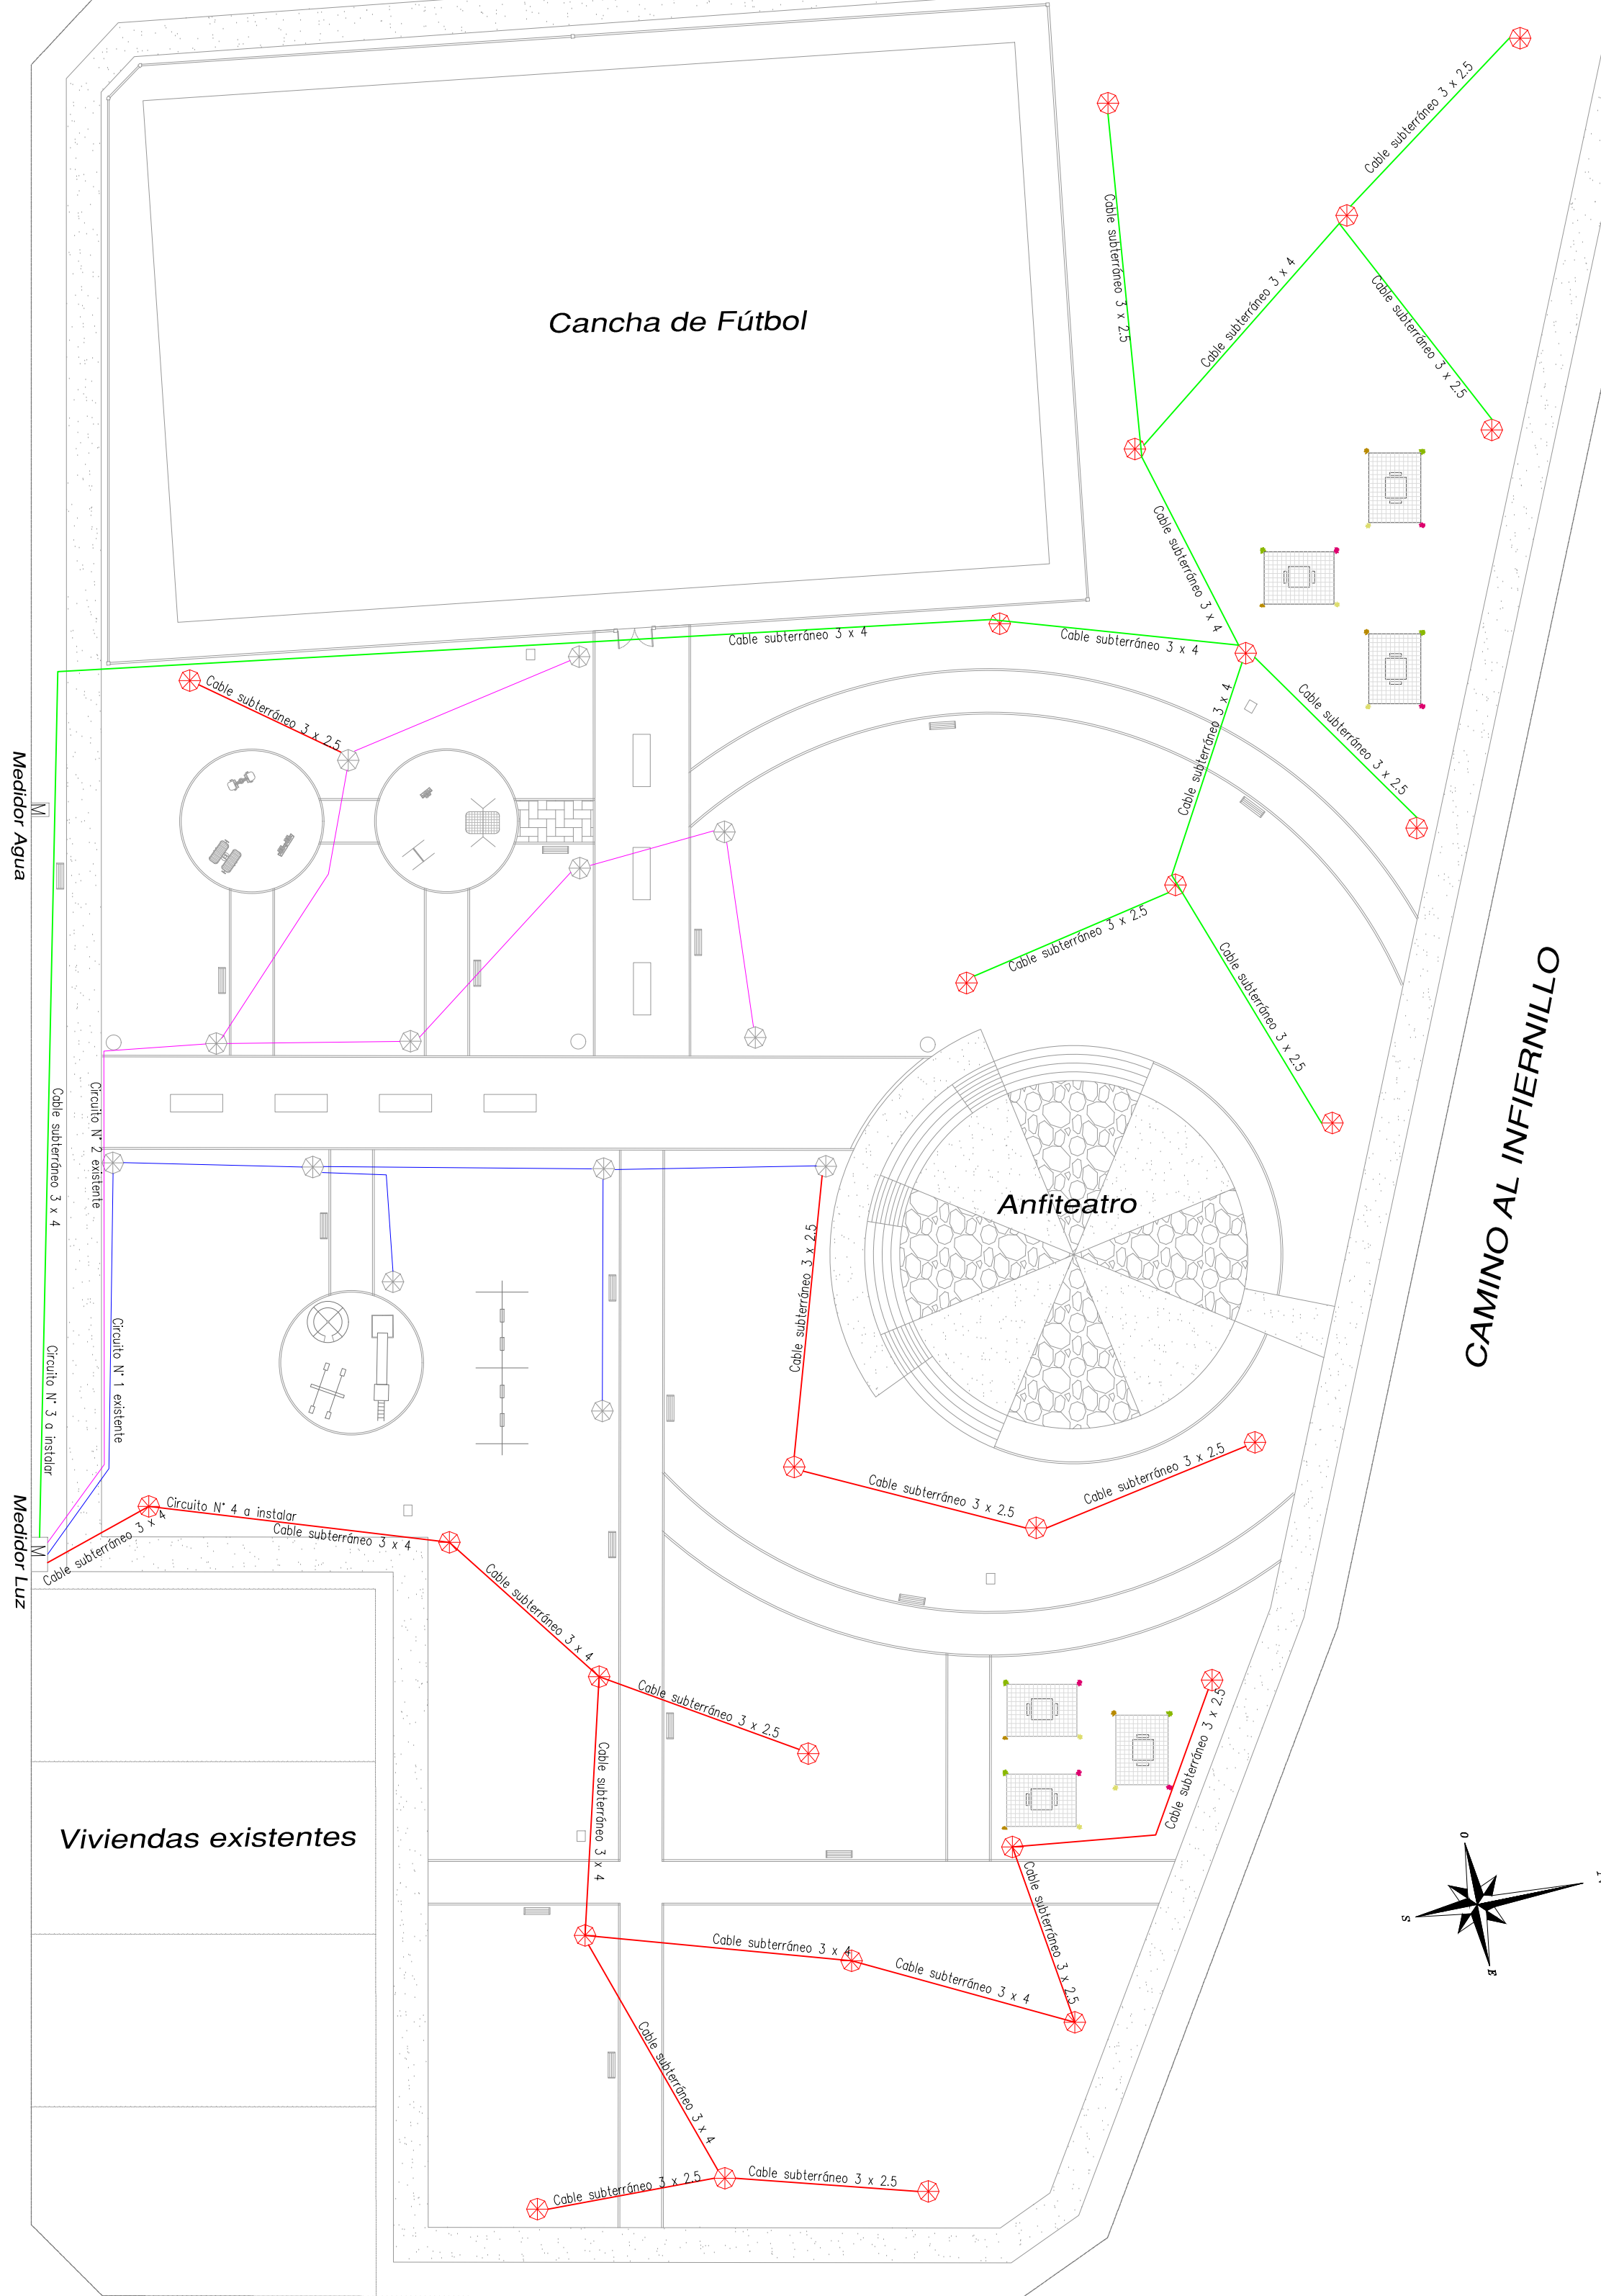 Cable subterráneo 3 x 2.5
Cable subterráneo 3 x 2.5
Cable subterráneo 3 x 4
Cable subterráneo 3 x 2.5
Cancha de Fútbol
Cable subterráneo 3 x 4
Cable subterráneo 3 x 4
Cable subterráneo 3 x 4
Cable subterráneo 3 x 2.5
Cable subterráneo 3 x 4
Cable subterráneo 3 x 2.5
Medidor Agua
M
Cable subterráneo 3 x 2.5
Cable subterráneo 3 x 2.5
CAMINO AL INFIERNILLO
Cable subterráneo 3 x 4
Circuito N° 2 existente
Anfiteatro
Cable subterráneo 3 x 2.5
Circuito N° 1 existente
Circuito N° 3 a instalar
Cable subterráneo 3 x 2.5
Cable subterráneo 3 x 2.5
Medidor Luz
M
Circuito N° 4 a instalar
Cable subterráneo 3 x 4
Cable subterráneo 3 x 4
Cable subterráneo 3 x 4
Cable subterráneo 3 x 2.5
Cable subterráneo 3 x 2.5
Cable subterráneo 3 x 4
Viviendas existentes
O
S
E
Cable subterráneo 3 x 2.5
Cable subterráneo 3 x 4
Cable subterráneo 3 x 4
Cable subterráneo 3 x 4
Cable subterráneo 3 x 2.5
Cable subterráneo 3 x 2.5